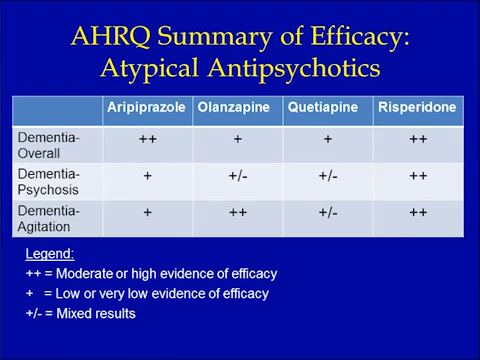 AHRQ Summary of Efficacy:
Atypical Antipsychotics
Aripiprazole Olanzapine Quetiapine Risperidone
Dementia-Overall ++ + + ++
Dementia-Psychosis + +/- +/- ++
Dementia-Agitation + ++ +/- ++
Legend:
++ = Moderate or high evidence of efficacy
+ = Low or very low evidence of efficacy
+/- = Mixed results